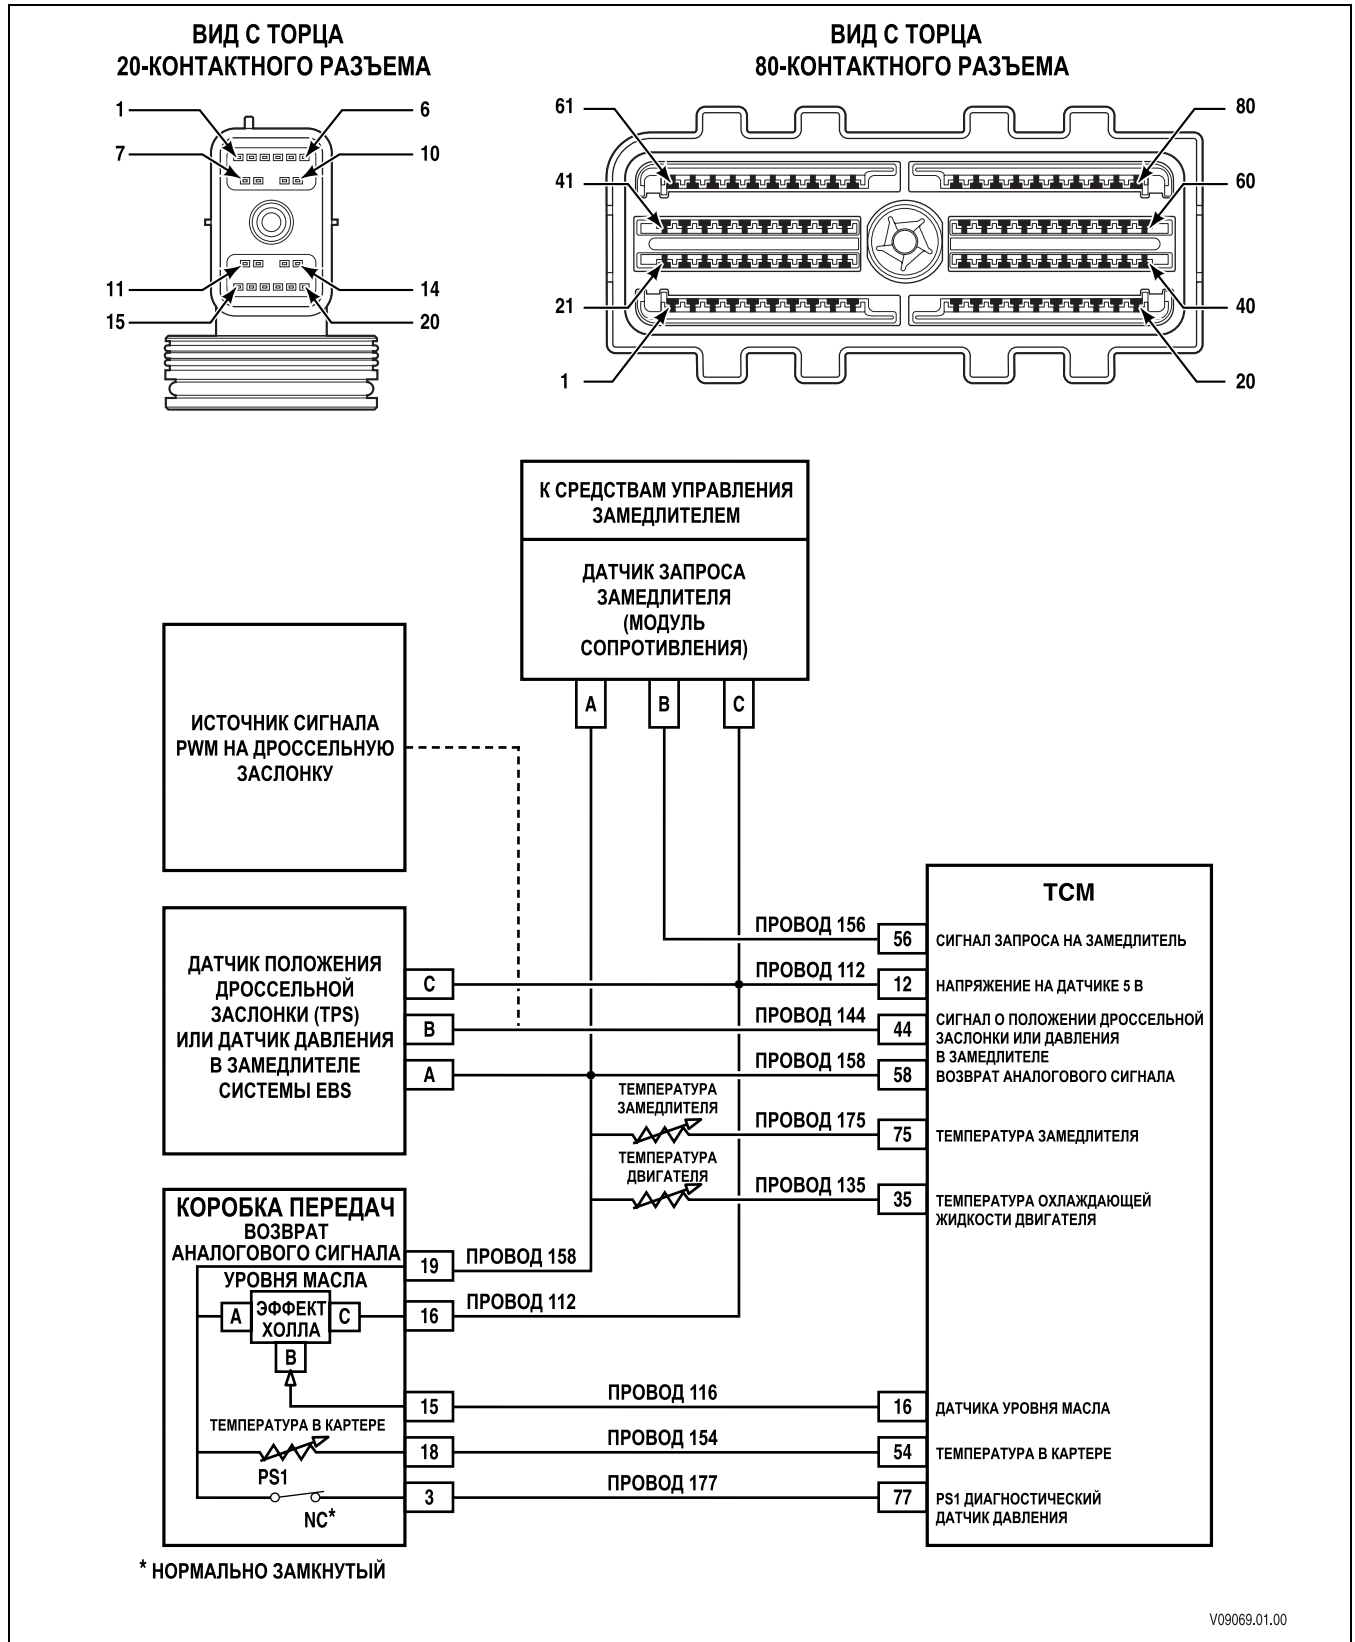 ВИД С ТОРЦА
20-КОНТАКТНОГО РАЗЪЕМА
ВИД С ТОРЦА
80-КОНТАКТНОГО РАЗЪЕМА
1
6
7
10
11
14
15
20
61
80
41
60
21
40
1
20
К СРЕДСТВАМ УПРАВЛЕНИЯ
ЗАМЕДЛИТЕЛЕМ
ДАТЧИК ЗАПРОСА
ЗАМЕДЛИТЕЛЯ
(МОДУЛЬ
СОПРОТИВЛЕНИЯ)
A
B
C
ИСТОЧНИК СИГНАЛА
PWM НА ДРОССЕЛЬНУЮ
ЗАСЛОНКУ
ДАТЧИК ПОЛОЖЕНИЯ
ДРОССЕЛЬНОЙ
ЗАСЛОНКИ (TPS)
ИЛИ ДАТЧИК ДАВЛЕНИЯ
В ЗАМЕДЛИТЕЛЕ
СИСТЕМЫ EBS
C
B
A
TCM
ПРОВОД 156
56
СИГНАЛ ЗАПРОСА НА ЗАМЕДЛИТЕЛЬ
ПРОВОД 112
12
НАПРЯЖЕНИЕ НА ДАТЧИКЕ 5 В
ПРОВОД 144
44
СИГНАЛ О ПОЛОЖЕНИИ ДРОССЕЛЬНОЙ
ЗАСЛОНКИ ИЛИ ДАВЛЕНИЯ
В ЗАМЕДЛИТЕЛЕ
ПРОВОД 158
58
ВОЗВРАТ АНАЛОГОВОГО СИГНАЛА
ТЕМПЕРАТУРА
ЗАМЕДЛИТЕЛЯ
ПРОВОД 175
75
ТЕМПЕРАТУРА ЗАМЕДЛИТЕЛЯ
ТЕМПЕРАТУРА
ДВИГАТЕЛЯ
ПРОВОД 135
35
ТЕМПЕРАТУРА ОХЛАЖДАЮЩЕЙ
ЖИДКОСТИ ДВИГАТЕЛЯ
КОРОБКА ПЕРЕДАЧ
ВОЗВРАТ
АНАЛОГОВОГО СИГНАЛА
19
ПРОВОД 158
УРОВНЯ МАСЛА
A
ЭФФЕКТ
ХОЛЛА
C
B
16
ПРОВОД 112
15
ПРОВОД 116
16
ДАТЧИКА УРОВНЯ МАСЛА
ТЕМПЕРАТУРА В КАРТЕРЕ
18
ПРОВОД 154
54
ТЕМПЕРАТУРА В КАРТЕРЕ
PS1
NC*
3
ПРОВОД 177
77
PS1 ДИАГНОСТИЧЕСКИЙ
ДАТЧИК ДАВЛЕНИЯ
* НОРМАЛЬНО ЗАМКНУТЫЙ
V09069.01.00